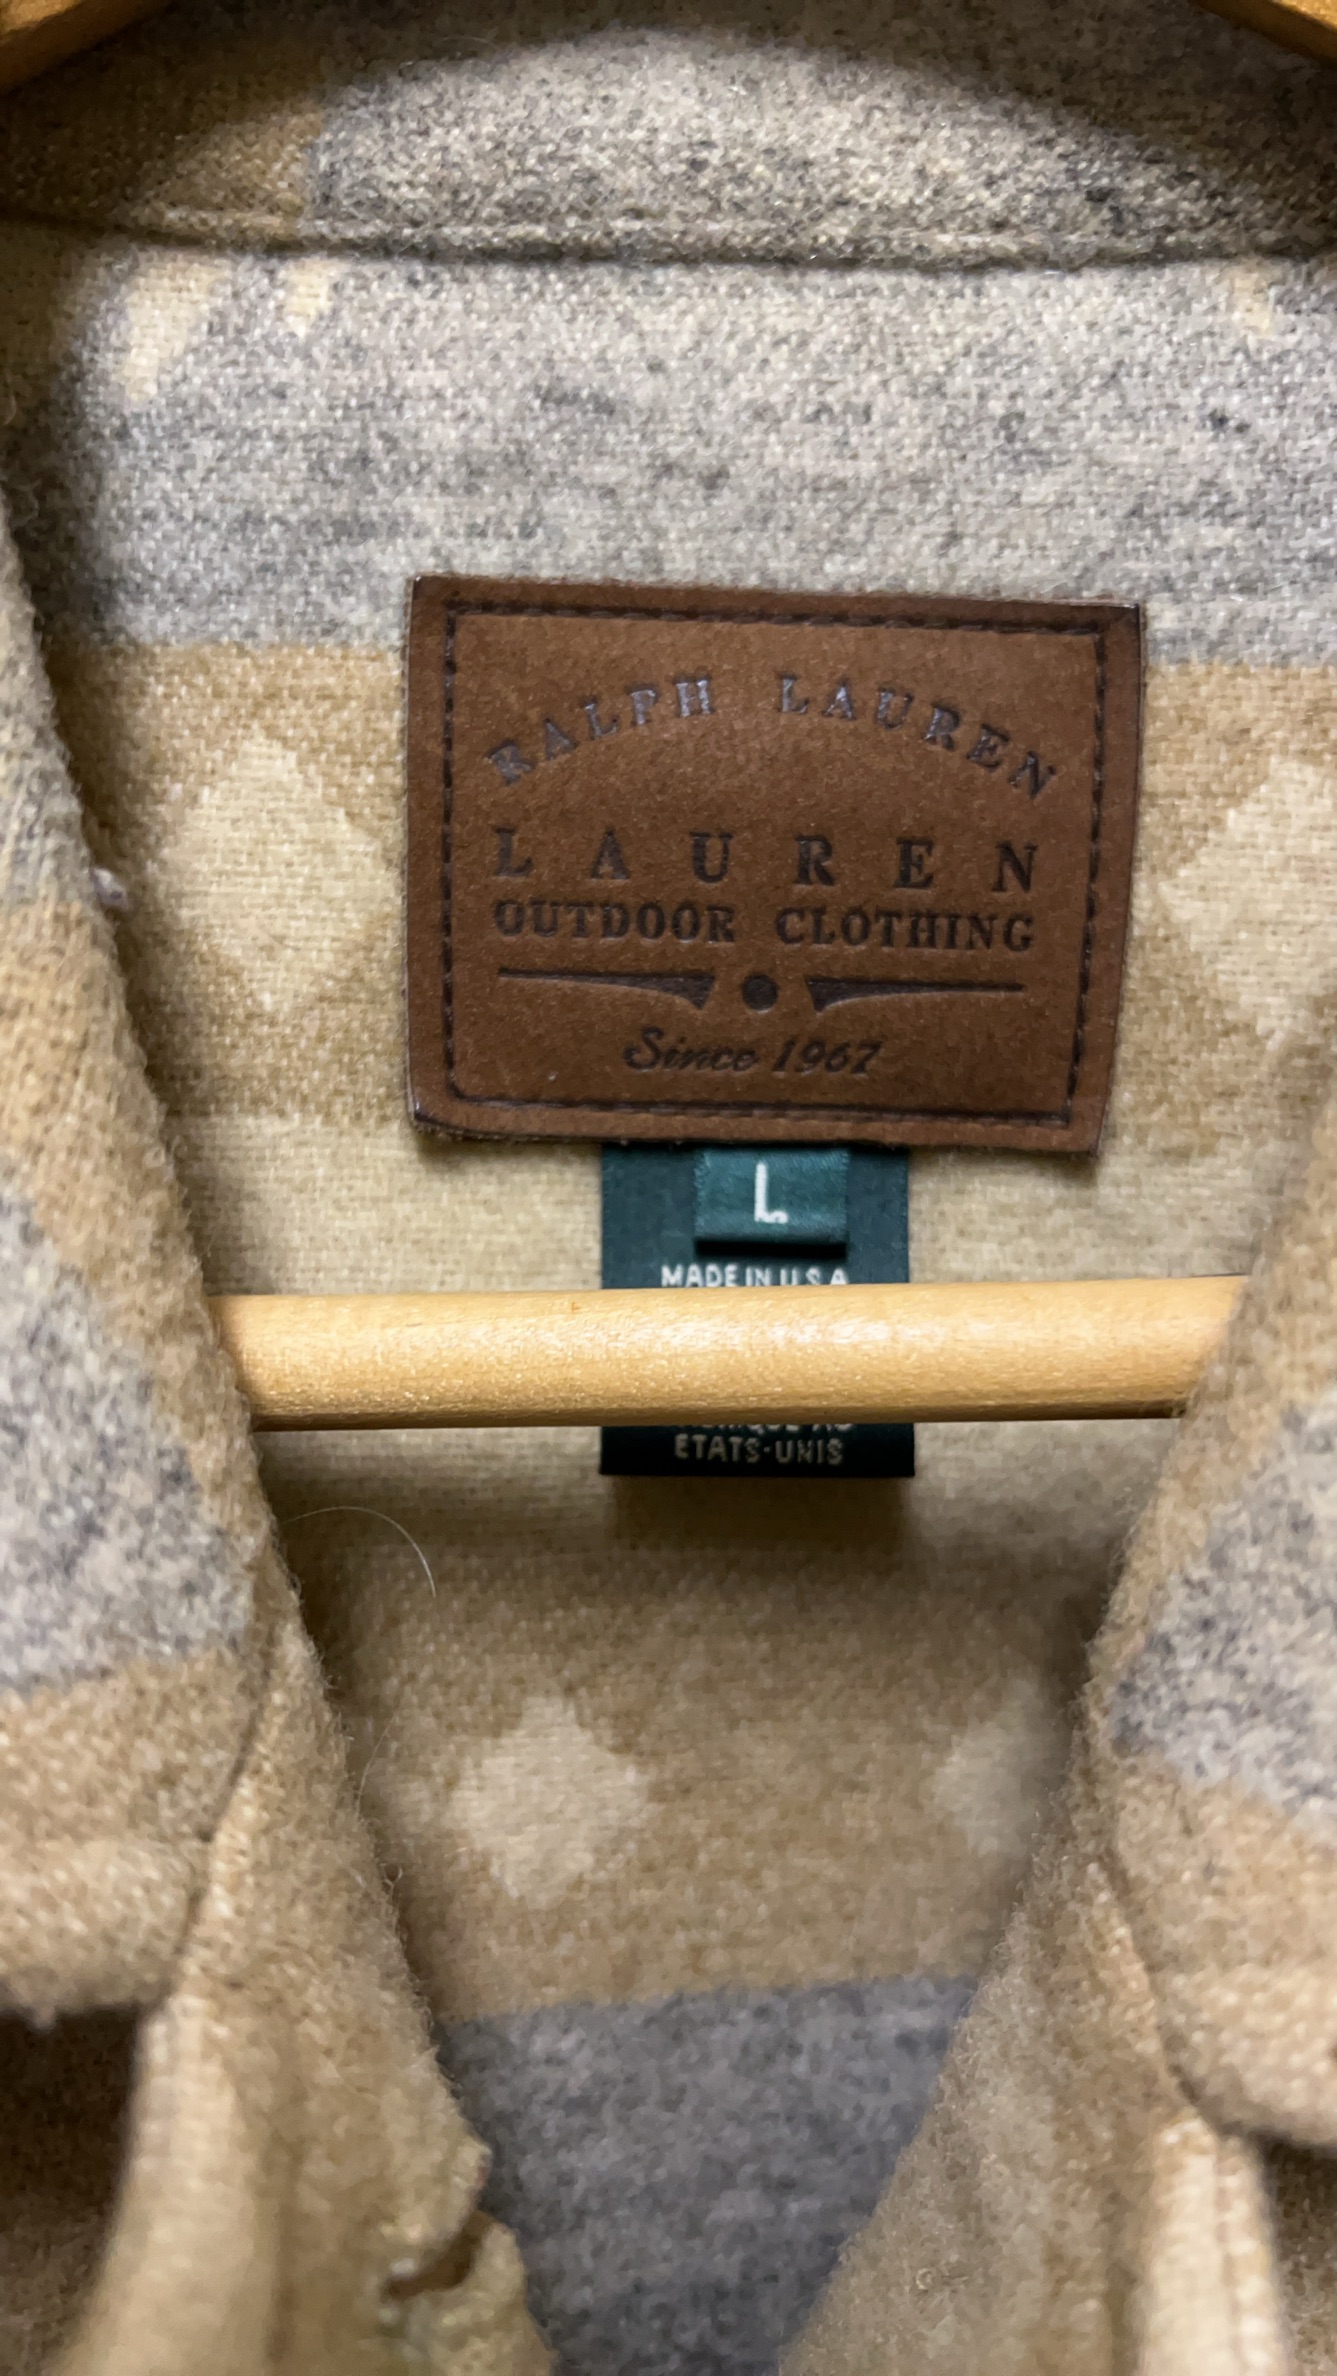 RALPH LAUREN
LAUREN
OUTDOOR CLOTHING
Since 1967
L
MADE IN U.S.A
ETATS-UNIS